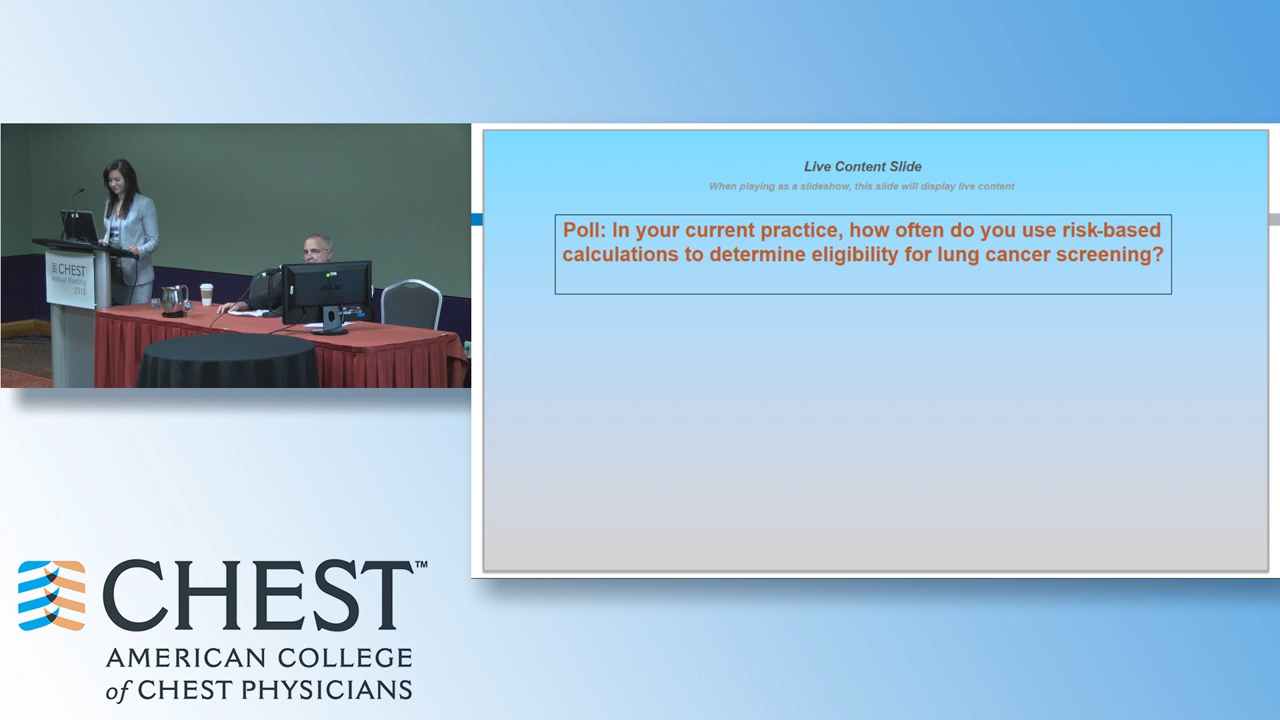 CHEST
Annual Meeting
2018
Live Content Slide
When playing as a slideshow, this slide will display live content
Poll: In your current practice, how often do you use risk-based
calculations to determine eligibility for lung cancer screening?
CHEST™
AMERICAN COLLEGE
of CHEST PHYSICIANS